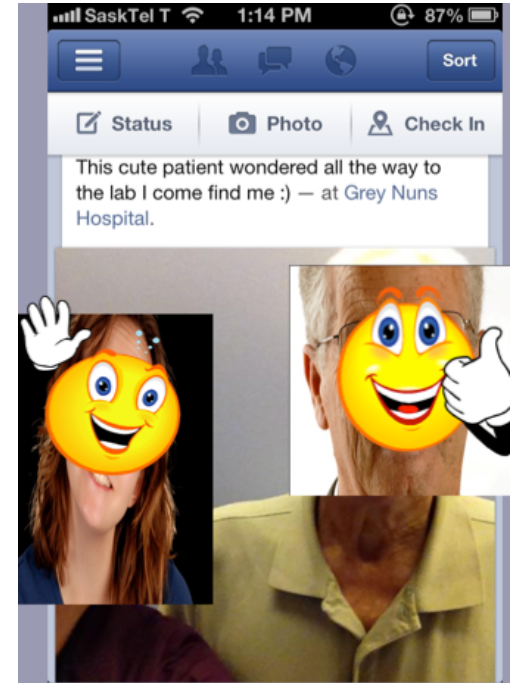 SaskTel T 1:14 PM 87%
Sort
Status Photo Check In
This cute patient wondered all the way to
the lab I come find me :) — at Grey Nuns
Hospital.